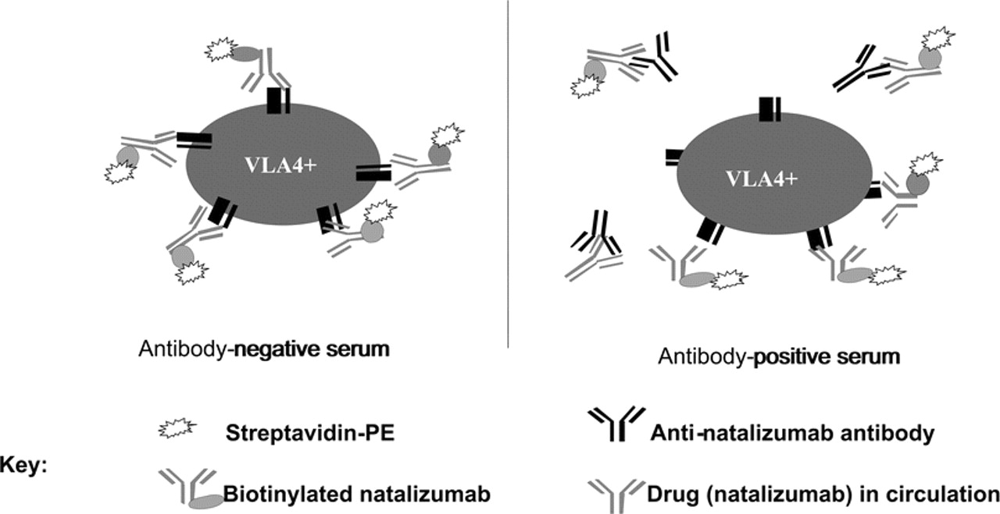 VLA4+
VLA4+
Antibody-negative serum
Antibody-positive serum
Streptavidin-PE
Anti-natalizumab antibody
Key:
Biotinylated natalizumab
Drug (natalizumab) in circulation